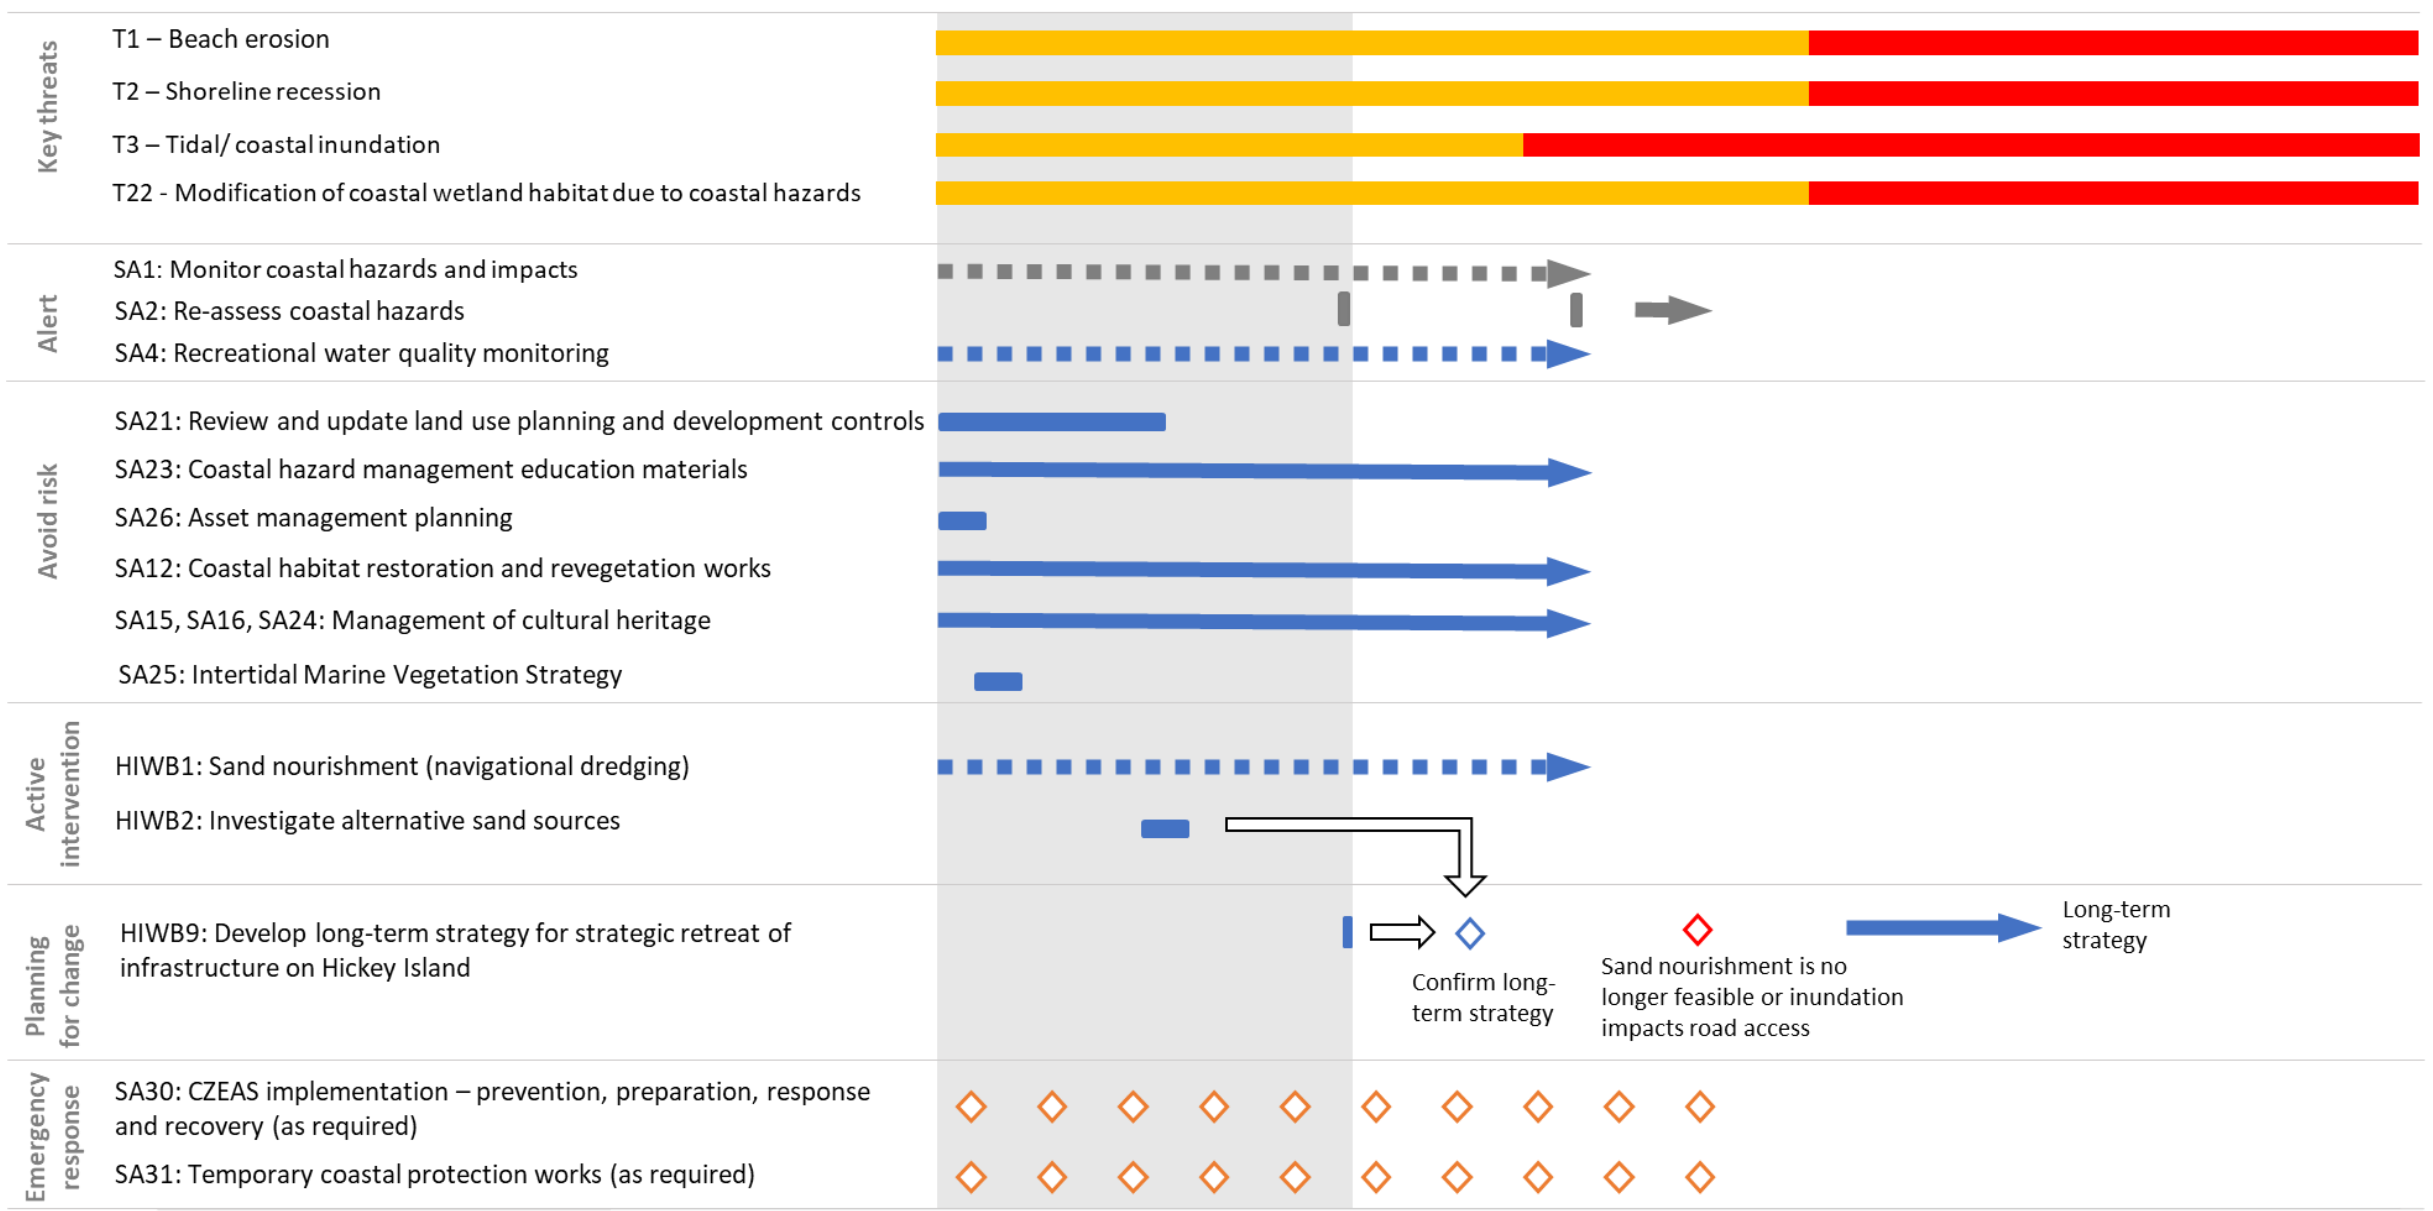 Key threats
T1 – Beach erosion
T2 – Shoreline recession
T3 – Tidal/ coastal inundation
T22 - Modification of coastal wetland habitat due to coastal hazards
Alert
SA1: Monitor coastal hazards and impacts
SA2: Re-assess coastal hazards
SA4: Recreational water quality monitoring
Avoid risk
SA21: Review and update land use planning and development controls
SA23: Coastal hazard management education materials
SA26: Asset management planning
SA12: Coastal habitat restoration and revegetation works
SA15, SA16, SA24: Management of cultural heritage
SA25: Intertidal Marine Vegetation Strategy
Active
intervention
HIWB1: Sand nourishment (navigational dredging)
HIWB2: Investigate alternative sand sources
Planning
for change
HIWB9: Develop long-term strategy for strategic retreat of
infrastructure on Hickey Island
Confirm long-
term strategy
Sand nourishment is no
longer feasible or inundation
impacts road access
Long-term
strategy
Emergency
response
SA30: CZEAS implementation – prevention, preparation, response
and recovery (as required)
SA31: Temporary coastal protection works (as required)